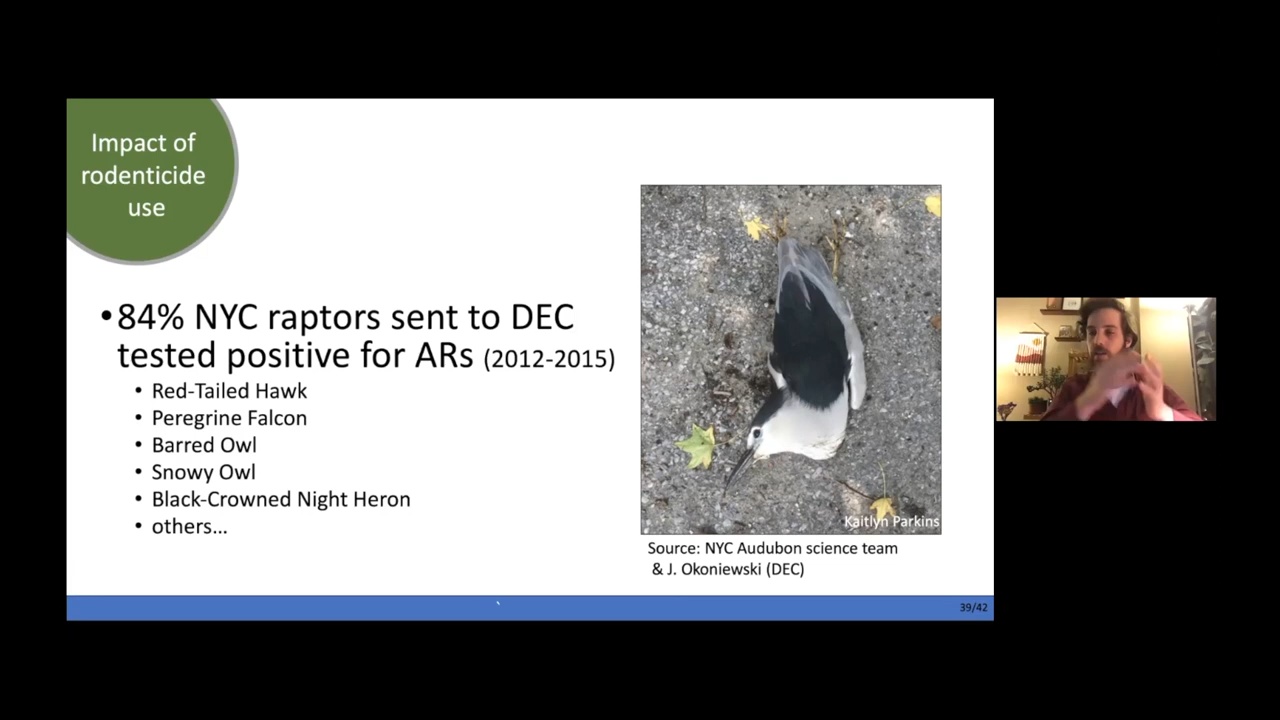 Impact of
rodenticide
use
•84% NYC raptors sent to DEC
tested positive for ARs (2012-2015)
• Red-Tailed Hawk
• Peregrine Falcon
• Barred Owl
• Snowy Owl
• Black-Crowned Night Heron
• others...
Kaitlyn Parkins
Source: NYC Audubon science team
& J. Okoniewski (DEC)
`
39/42